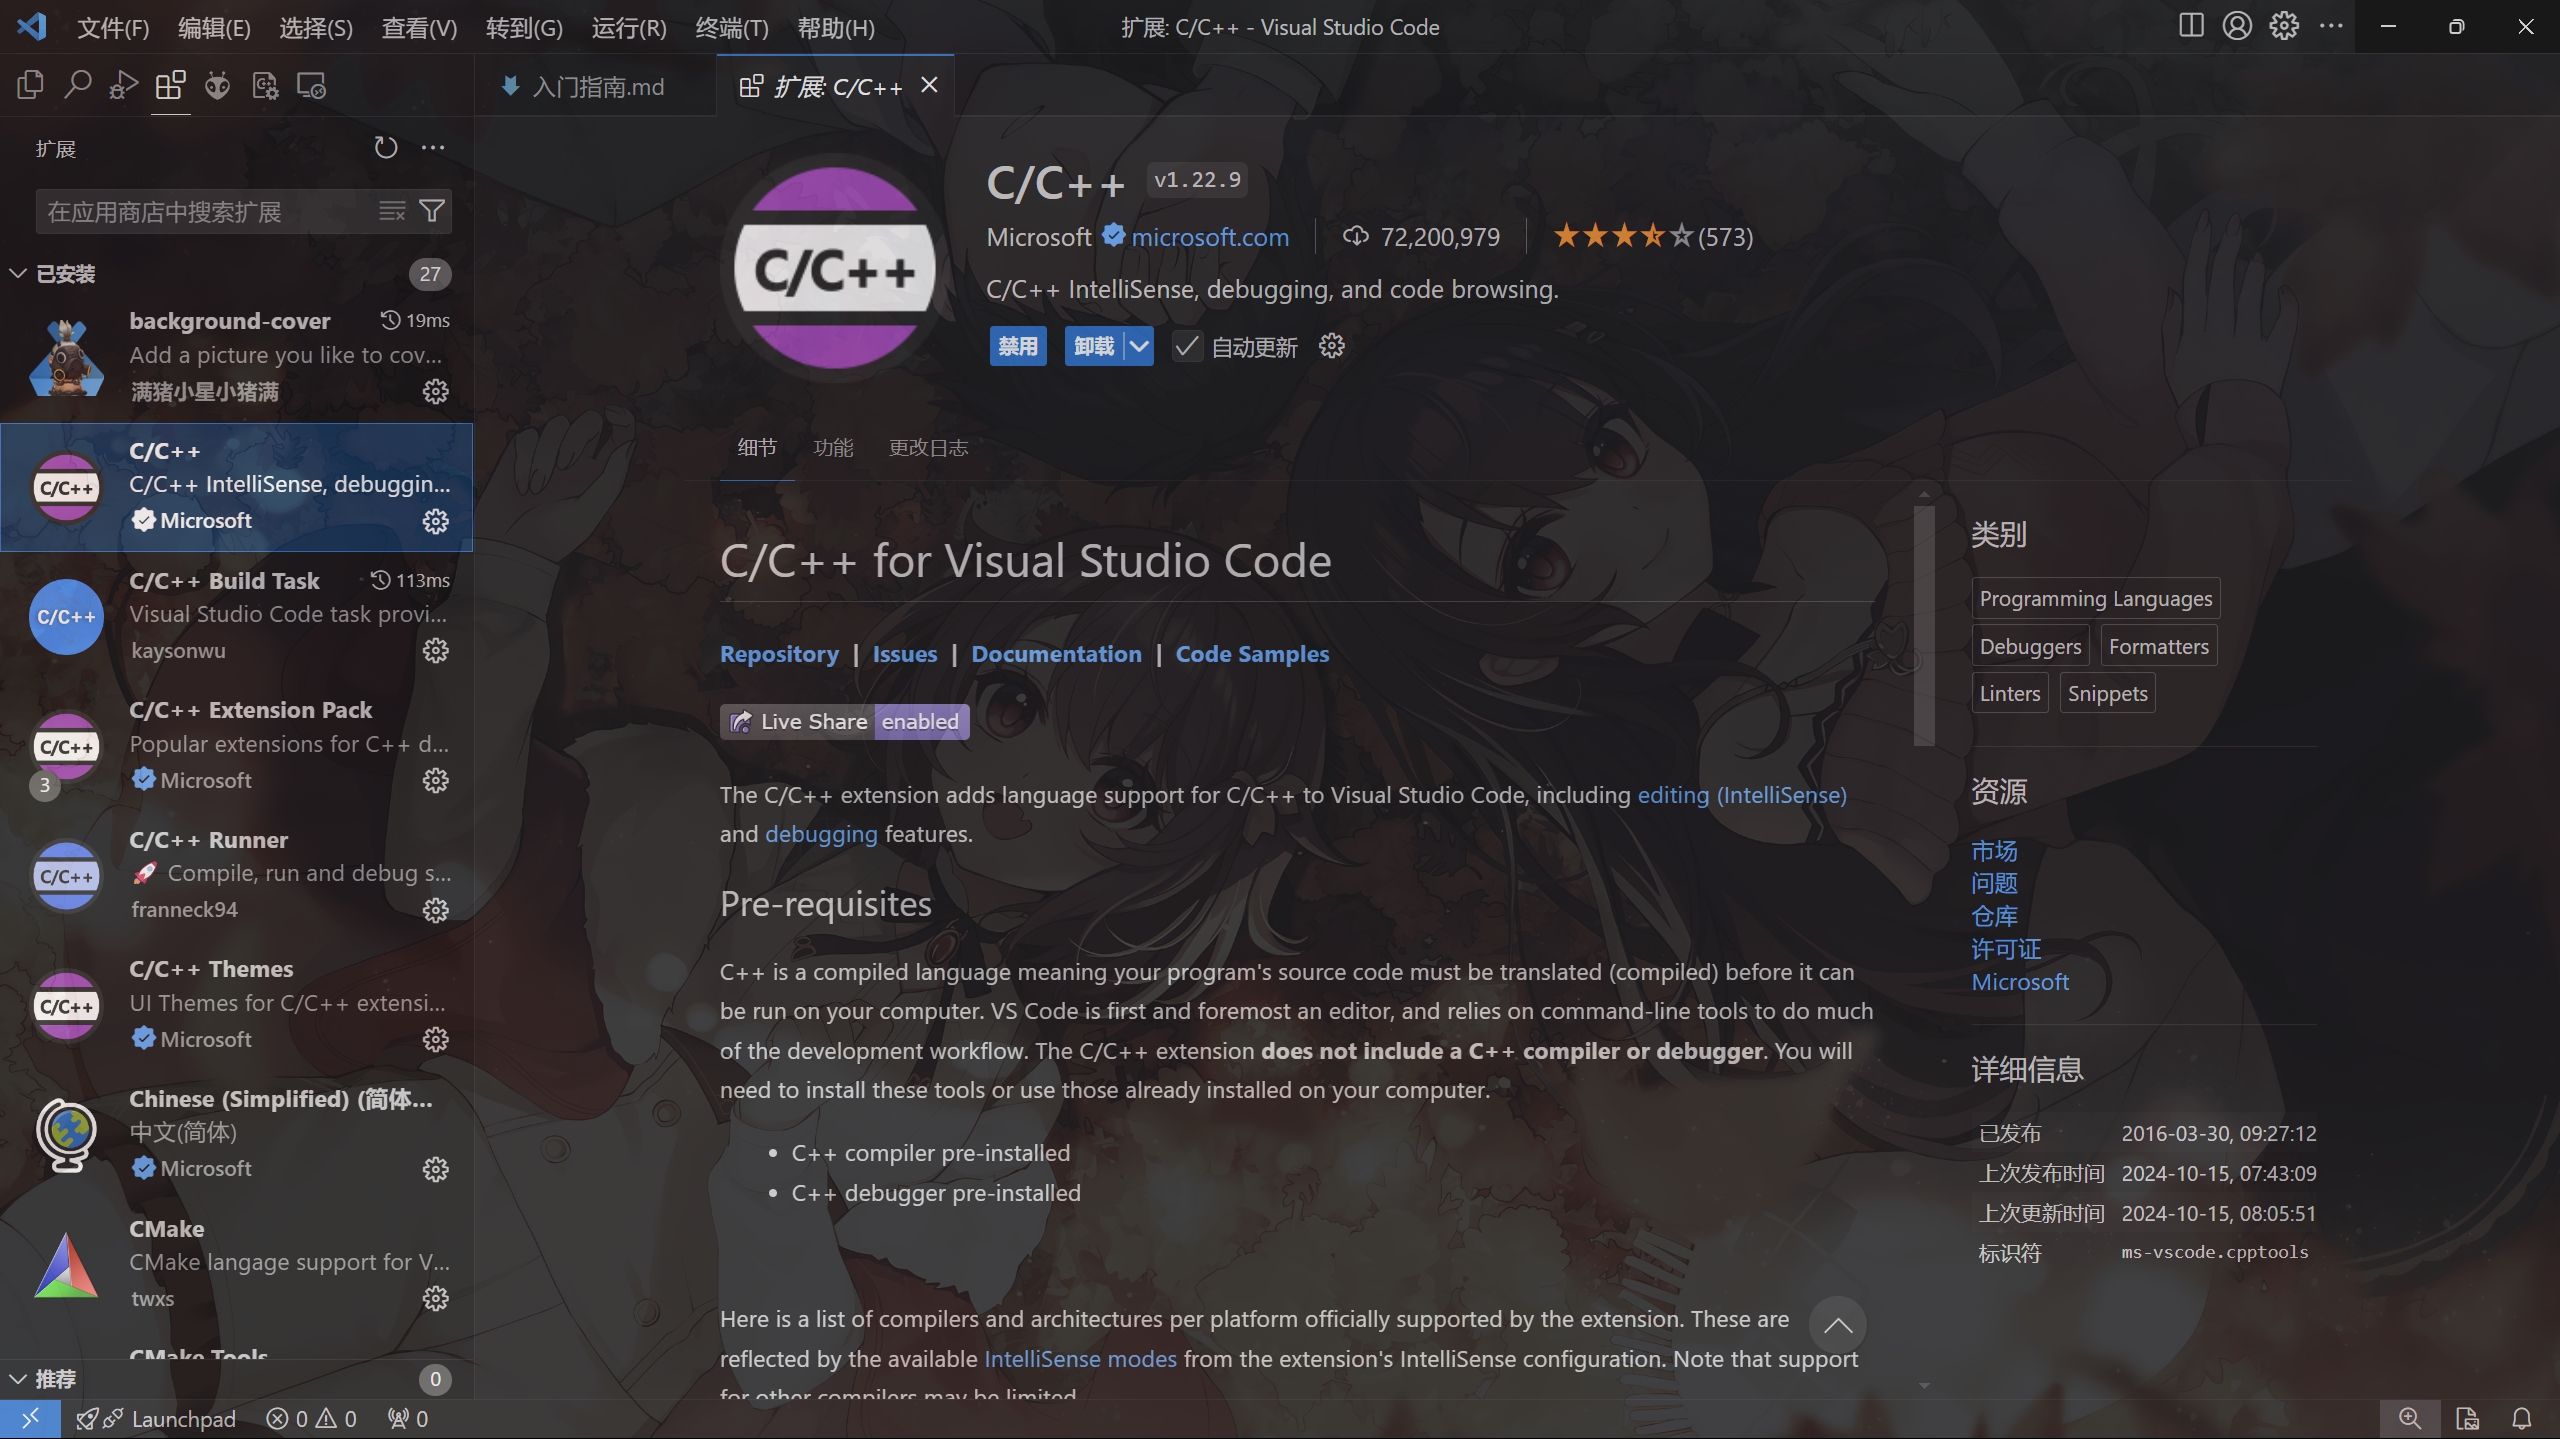 文件(F) 编辑(E) 选择(S) 查看(V) 转到(G) 运行(R) 终端(T) 帮助(H)
扩展: C/C++ - Visual Studio Code
入门指南.md
扩展: C/C++
扩展
在应用商店中搜索扩展
已安装 27
background-cover 19ms
Add a picture you like to cov...
满猪小星小猪满
C/C++
C/C++ IntelliSense, debuggin...
Microsoft
C/C++
C/C++ Build Task 113ms
Visual Studio Code task provi...
kaysonwu
C/C++
C/C++ Extension Pack
Popular extensions for C++ d...
Microsoft
C/C++
3
C/C++ Runner
🚀 Compile, run and debug s...
franneck94
C/C++
C/C++ Themes
UI Themes for C/C++ extensi...
Microsoft
C/C++
Chinese (Simplified) (简体...
中文(简体)
Microsoft
CMake
CMake langage support for V...
twxs
CMake Tools
推荐 0
C/C++
C/C++ v1.22.9
Microsoft microsoft.com 72,200,979 (573)
C/C++ IntelliSense, debugging, and code browsing.
禁用 卸载 自动更新
细节 功能 更改日志
C/C++ for Visual Studio Code
Repository | Issues | Documentation | Code Samples
Live Share enabled
The C/C++ extension adds language support for C/C++ to Visual Studio Code, including editing (IntelliSense)
and debugging features.
Pre-requisites
C++ is a compiled language meaning your program's source code must be translated (compiled) before it can
be run on your computer. VS Code is first and foremost an editor, and relies on command-line tools to do much
of the development workflow. The C/C++ extension does not include a C++ compiler or debugger. You will
need to install these tools or use those already installed on your computer.
• C++ compiler pre-installed
• C++ debugger pre-installed
Here is a list of compilers and architectures per platform officially supported by the extension. These are
reflected by the available IntelliSense modes from the extension's IntelliSense configuration. Note that support
for other compilers may be limited.
类别
Programming Languages
Debuggers Formatters
Linters Snippets
资源
市场
问题
仓库
许可证
Microsoft
详细信息
已发布 2016-03-30, 09:27:12
上次发布时间 2024-10-15, 07:43:09
上次更新时间 2024-10-15, 08:05:51
标识符 ms-vscode.cpptools
Launchpad 0 0 0